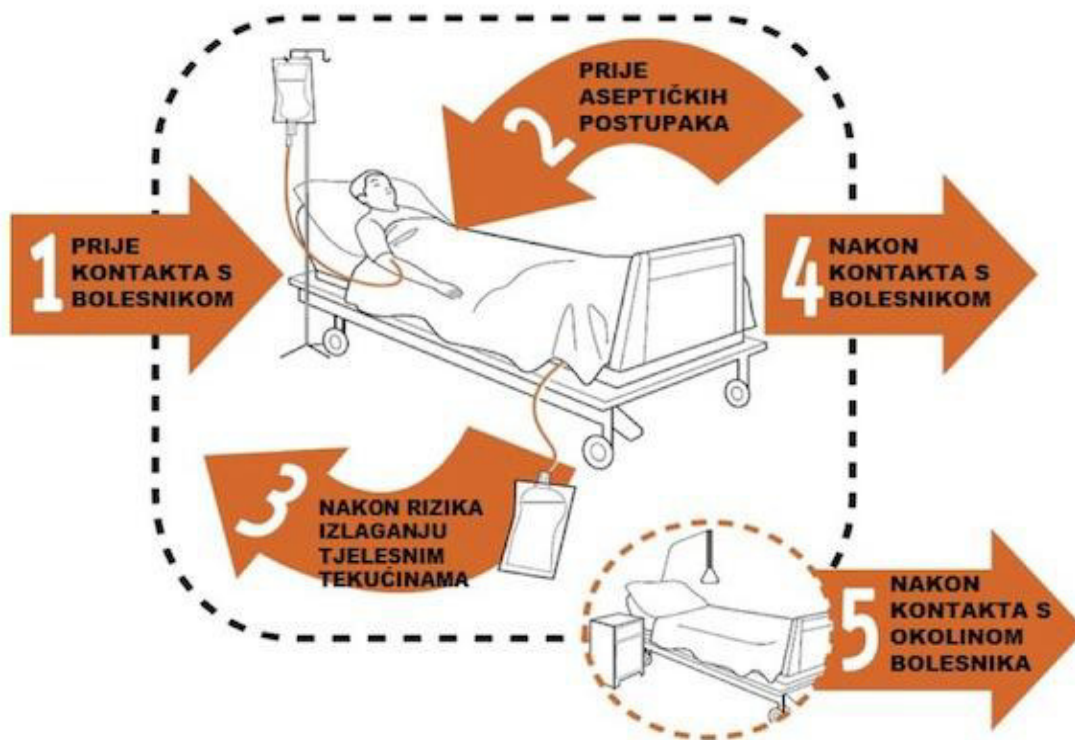 1 PRIJE
KONTAKTA S
BOLESNIKOM
2 PRIJE
ASEPTIČKIH
POSTUPAKA
3 NAKON RIZIKA
IZLAGANJU
TJELESNIM
TEKUĆINAMA
4 NAKON
KONTAKTA S
BOLESNIKOM
5 NAKON
KONTAKTA S
OKOLINOM
BOLESNIKA